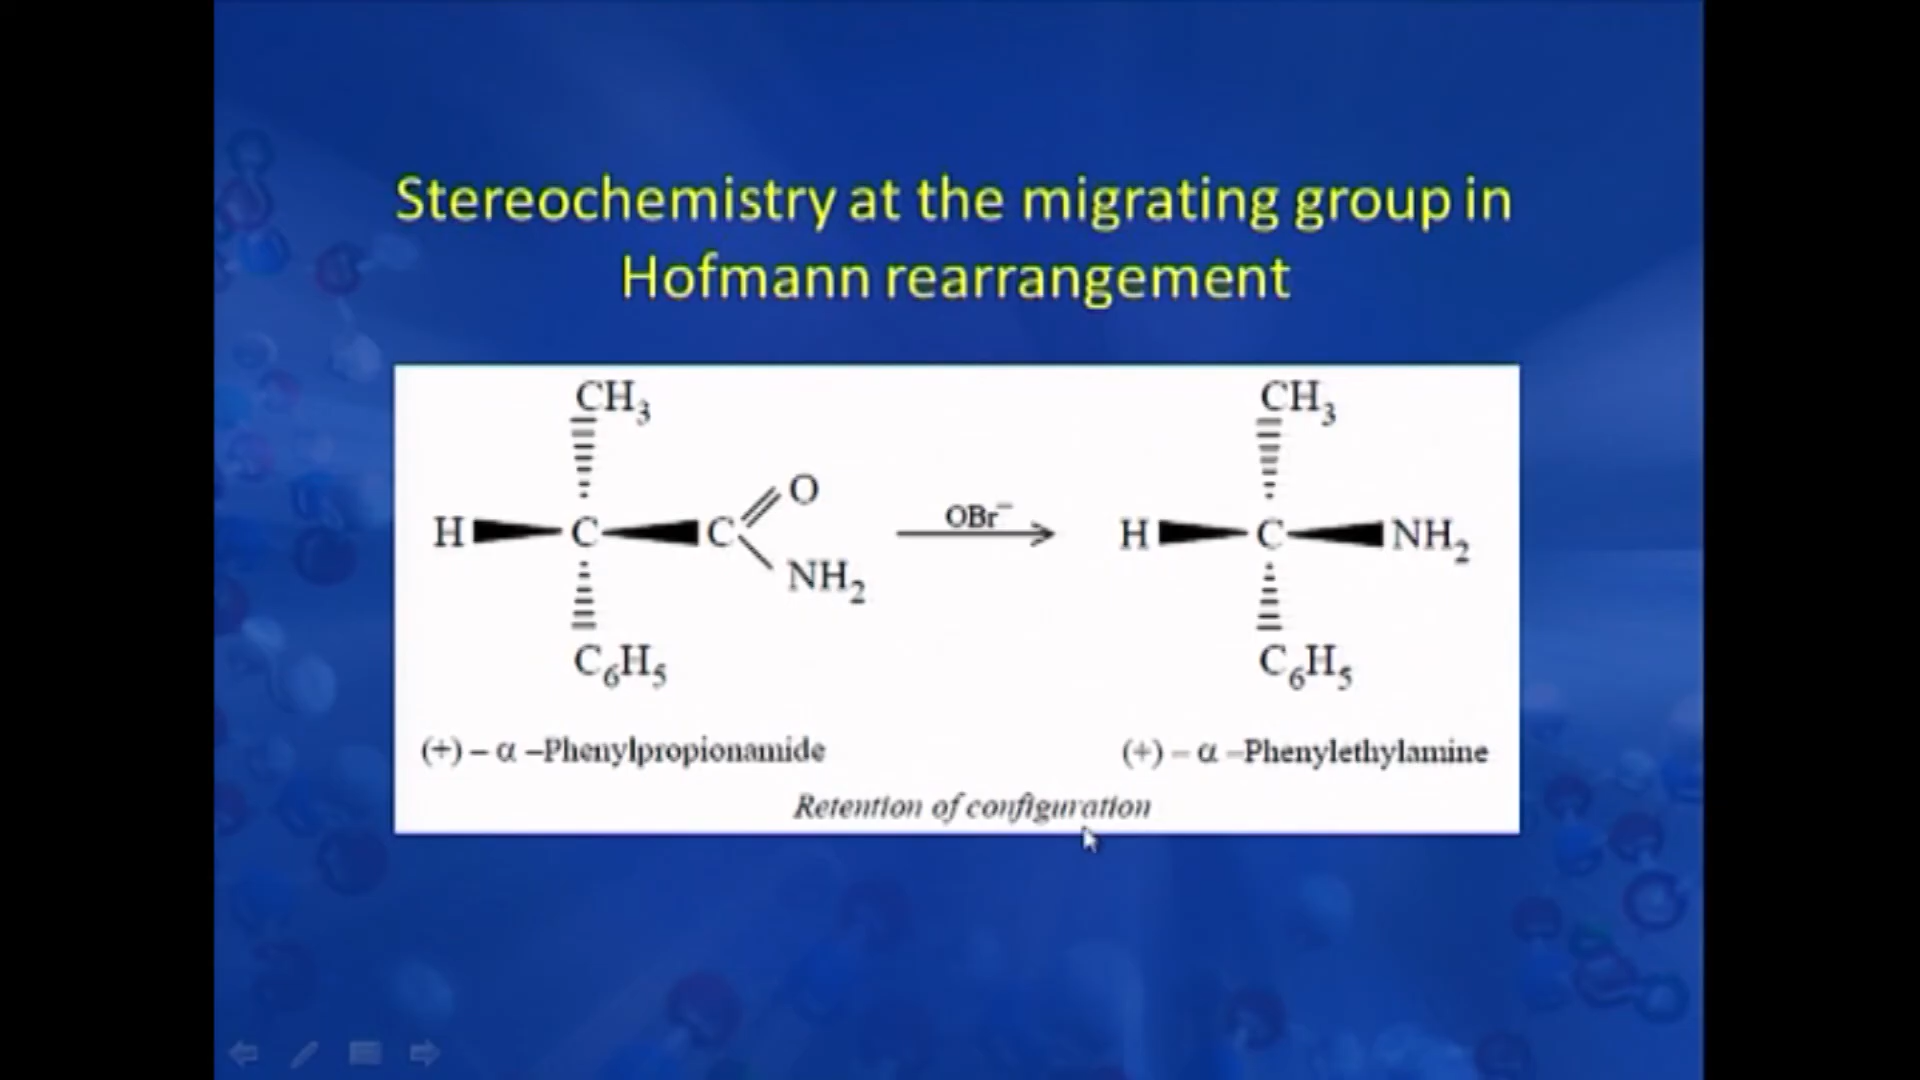 Stereochemistry at the migrating group in
Hofmann rearrangement
CH₃ CH₃
O
H C C OBr⁻ H C NH₂
NH₂
C₆H₅ C₆H₅
(+) – α –Phenylpropionamide (+) – α –Phenylethylamine
Retention of configuration